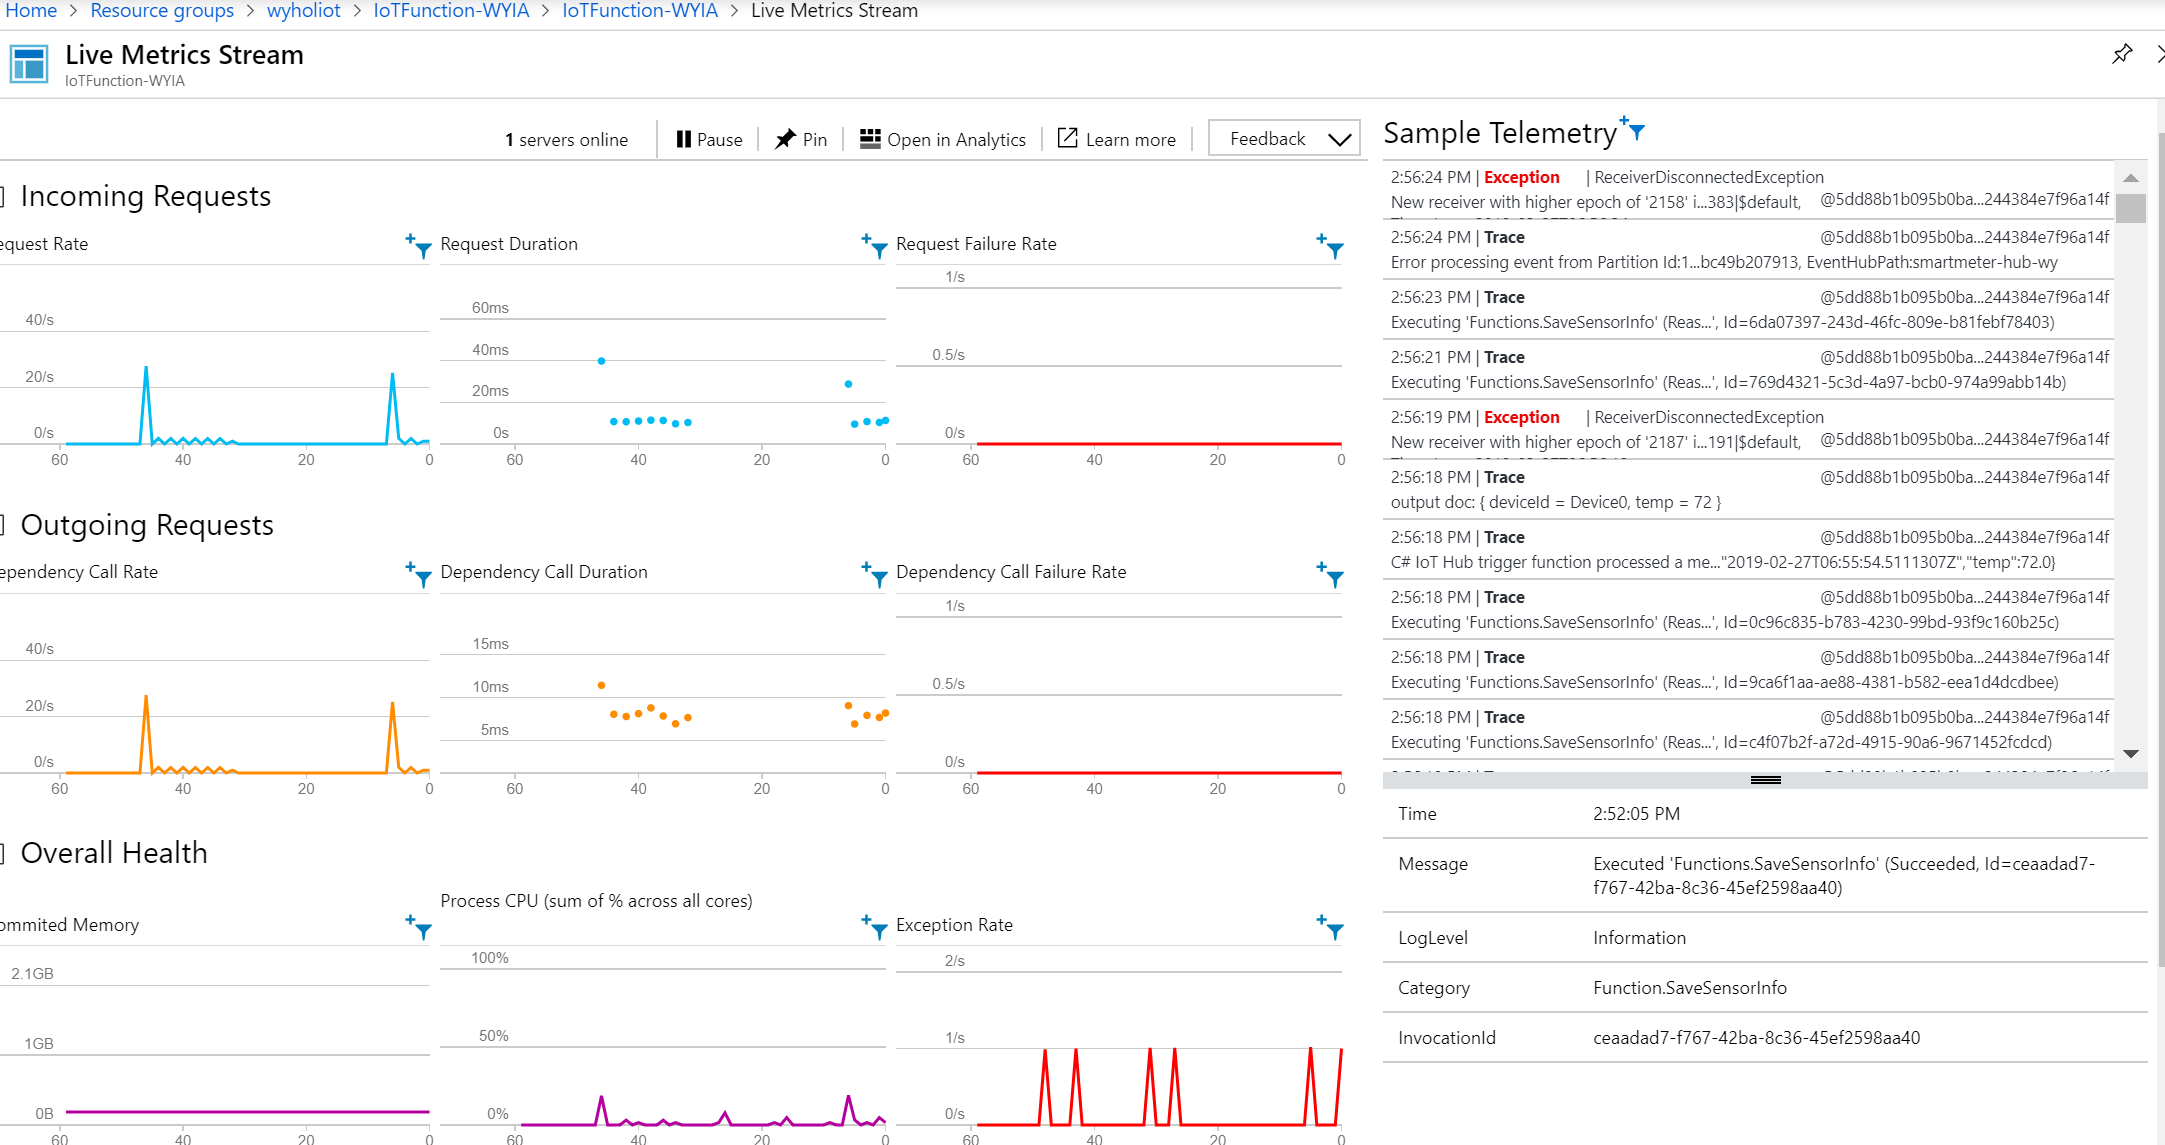 Home > Resource groups > wyholiot > IoTFunction-WYIA > IoTFunction-WYIA > Live Metrics Stream
Live Metrics Stream
IoTFunction-WYIA
1 servers online
Pause
Pin
Open in Analytics
Learn more
Feedback
Incoming Requests
equest Rate
40/s
20/s
0/s
60 40 20 0
Request Duration
60ms
40ms
20ms
0s
60 40 20 0
Request Failure Rate
1/s
0.5/s
0/s
60 40 20 0
Outgoing Requests
ependency Call Rate
40/s
20/s
0/s
60 40 20 0
Dependency Call Duration
15ms
10ms
5ms
60 40 20 0
Dependency Call Failure Rate
1/s
0.5/s
0/s
60 40 20 0
Overall Health
ommited Memory
2.1GB
1GB
0B
60 40 20 0
Process CPU (sum of % across all cores)
100%
50%
0%
60 40 20 0
Exception Rate
2/s
1/s
0/s
60 40 20 0
Sample Telemetry
2:56:24 PM | Exception | ReceiverDisconnectedException
New receiver with higher epoch of '2158' i...383|$default, @5dd88b1b095b0ba...244384e7f96a14f
2:56:24 PM | Trace @5dd88b1b095b0ba...244384e7f96a14f
Error processing event from Partition Id:1...bc49b207913, EventHubPath:smartmeter-hub-wy
2:56:23 PM | Trace @5dd88b1b095b0ba...244384e7f96a14f
Executing 'Functions.SaveSensorInfo' (Reas...', Id=6da07397-243d-46fc-809e-b81febf78403)
2:56:21 PM | Trace @5dd88b1b095b0ba...244384e7f96a14f
Executing 'Functions.SaveSensorInfo' (Reas...', Id=769d4321-5c3d-4a97-bcb0-974a99abb14b)
2:56:19 PM | Exception | ReceiverDisconnectedException
New receiver with higher epoch of '2187' i...191|$default, @5dd88b1b095b0ba...244384e7f96a14f
2:56:18 PM | Trace @5dd88b1b095b0ba...244384e7f96a14f
output doc: { deviceId = Device0, temp = 72 }
2:56:18 PM | Trace @5dd88b1b095b0ba...244384e7f96a14f
C# IoT Hub trigger function processed a me..."2019-02-27T06:55:54.5111307Z","temp":72.0}
2:56:18 PM | Trace @5dd88b1b095b0ba...244384e7f96a14f
Executing 'Functions.SaveSensorInfo' (Reas...', Id=0c96c835-b783-4230-99bd-93f9c160b25c)
2:56:18 PM | Trace @5dd88b1b095b0ba...244384e7f96a14f
Executing 'Functions.SaveSensorInfo' (Reas...', Id=9ca6f1aa-ae88-4381-b582-eea1d4dcdbee)
2:56:18 PM | Trace @5dd88b1b095b0ba...244384e7f96a14f
Executing 'Functions.SaveSensorInfo' (Reas...', Id=c4f07b2f-a72d-4915-90a6-9671452fcdcd)
Time 2:52:05 PM
Message Executed 'Functions.SaveSensorInfo' (Succeeded, Id=ceaadad7-
f767-42ba-8c36-45ef2598aa40)
LogLevel Information
Category Function.SaveSensorInfo
InvocationId ceaadad7-f767-42ba-8c36-45ef2598aa40